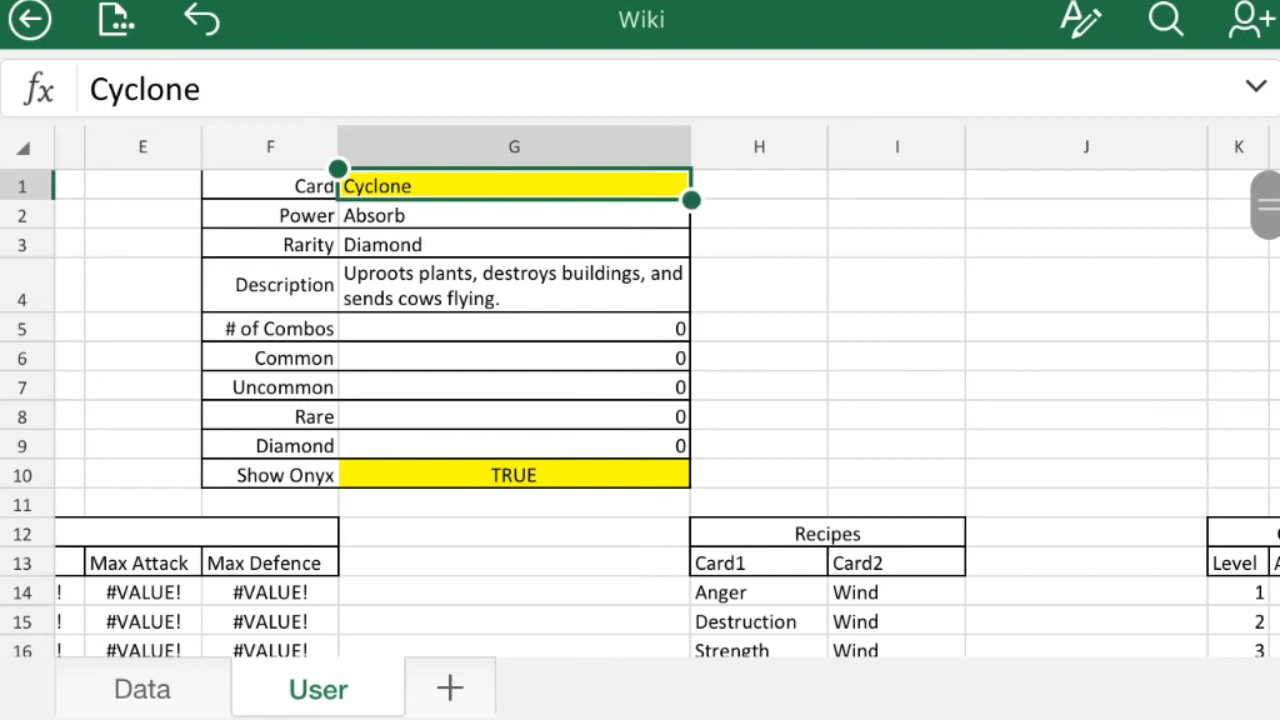 Wiki
fx Cyclone
E F G H I J K
1 Card Cyclone
2 Power Absorb
3 Rarity Diamond
4 Description Uproots plants, destroys buildings, and
sends cows flying.
5 # of Combos 0
6 Common 0
7 Uncommon 0
8 Rare 0
9 Diamond 0
10 Show Onyx TRUE
11
12 Recipes
13 Max Attack Max Defence Card1 Card2 Level
14 ! #VALUE! #VALUE! Anger Wind 1
15 ! #VALUE! #VALUE! Destruction Wind 2
16 ! #VALUE! #VALUE! Strength Wind 3
Data User +